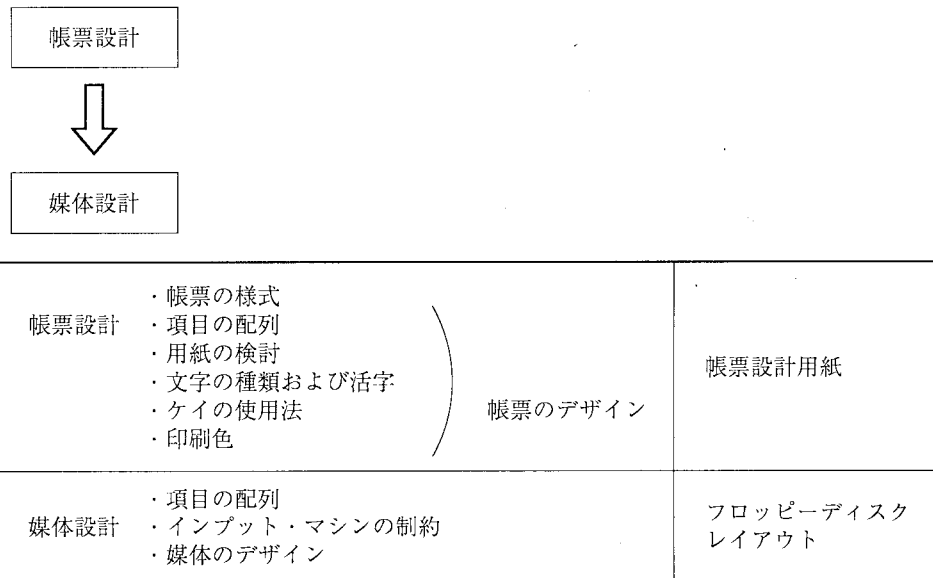 帳票設計
媒体設計
帳票設計
・帳票の様式
・項目の配列
・用紙の検討
・文字の種類および活字
・ケイの使用法
・印刷色
帳票のデザイン
帳票設計用紙
媒体設計
・項目の配列
・インプット・マシンの制約
・媒体のデザイン
フロッピーディスク
レイアウト